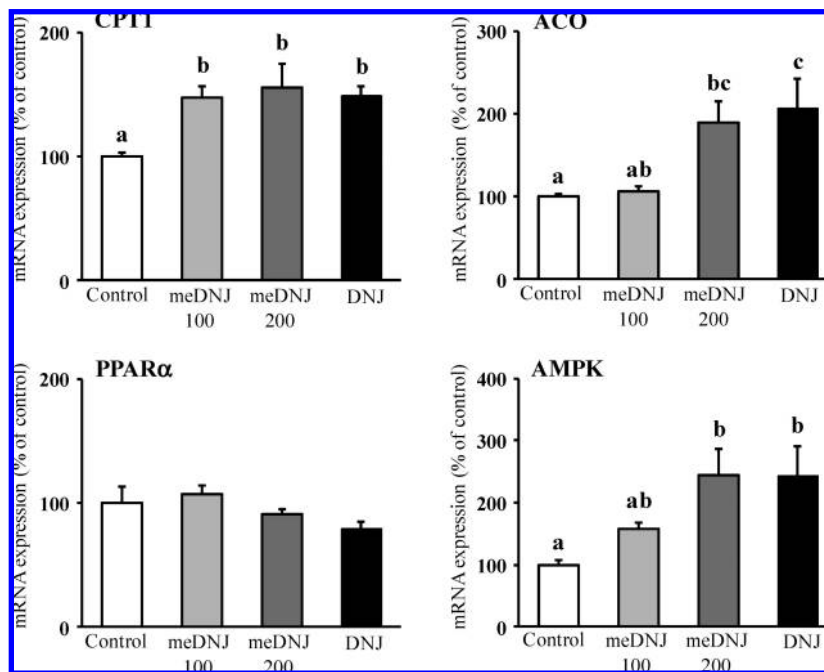 CPT1
mRNA expression (% of control)
200
100
0
a
b
b
b
Control
meDNJ
100
meDNJ
200
DNJ
ACO
mRNA expression (% of control)
300
200
100
0
a
ab
bc
c
Control
meDNJ
100
meDNJ
200
DNJ
PPARα
mRNA expression (% of control)
200
100
0
Control
meDNJ
100
meDNJ
200
DNJ
AMPK
mRNA expression (% of control)
400
300
200
100
0
a
ab
b
b
Control
meDNJ
100
meDNJ
200
DNJ